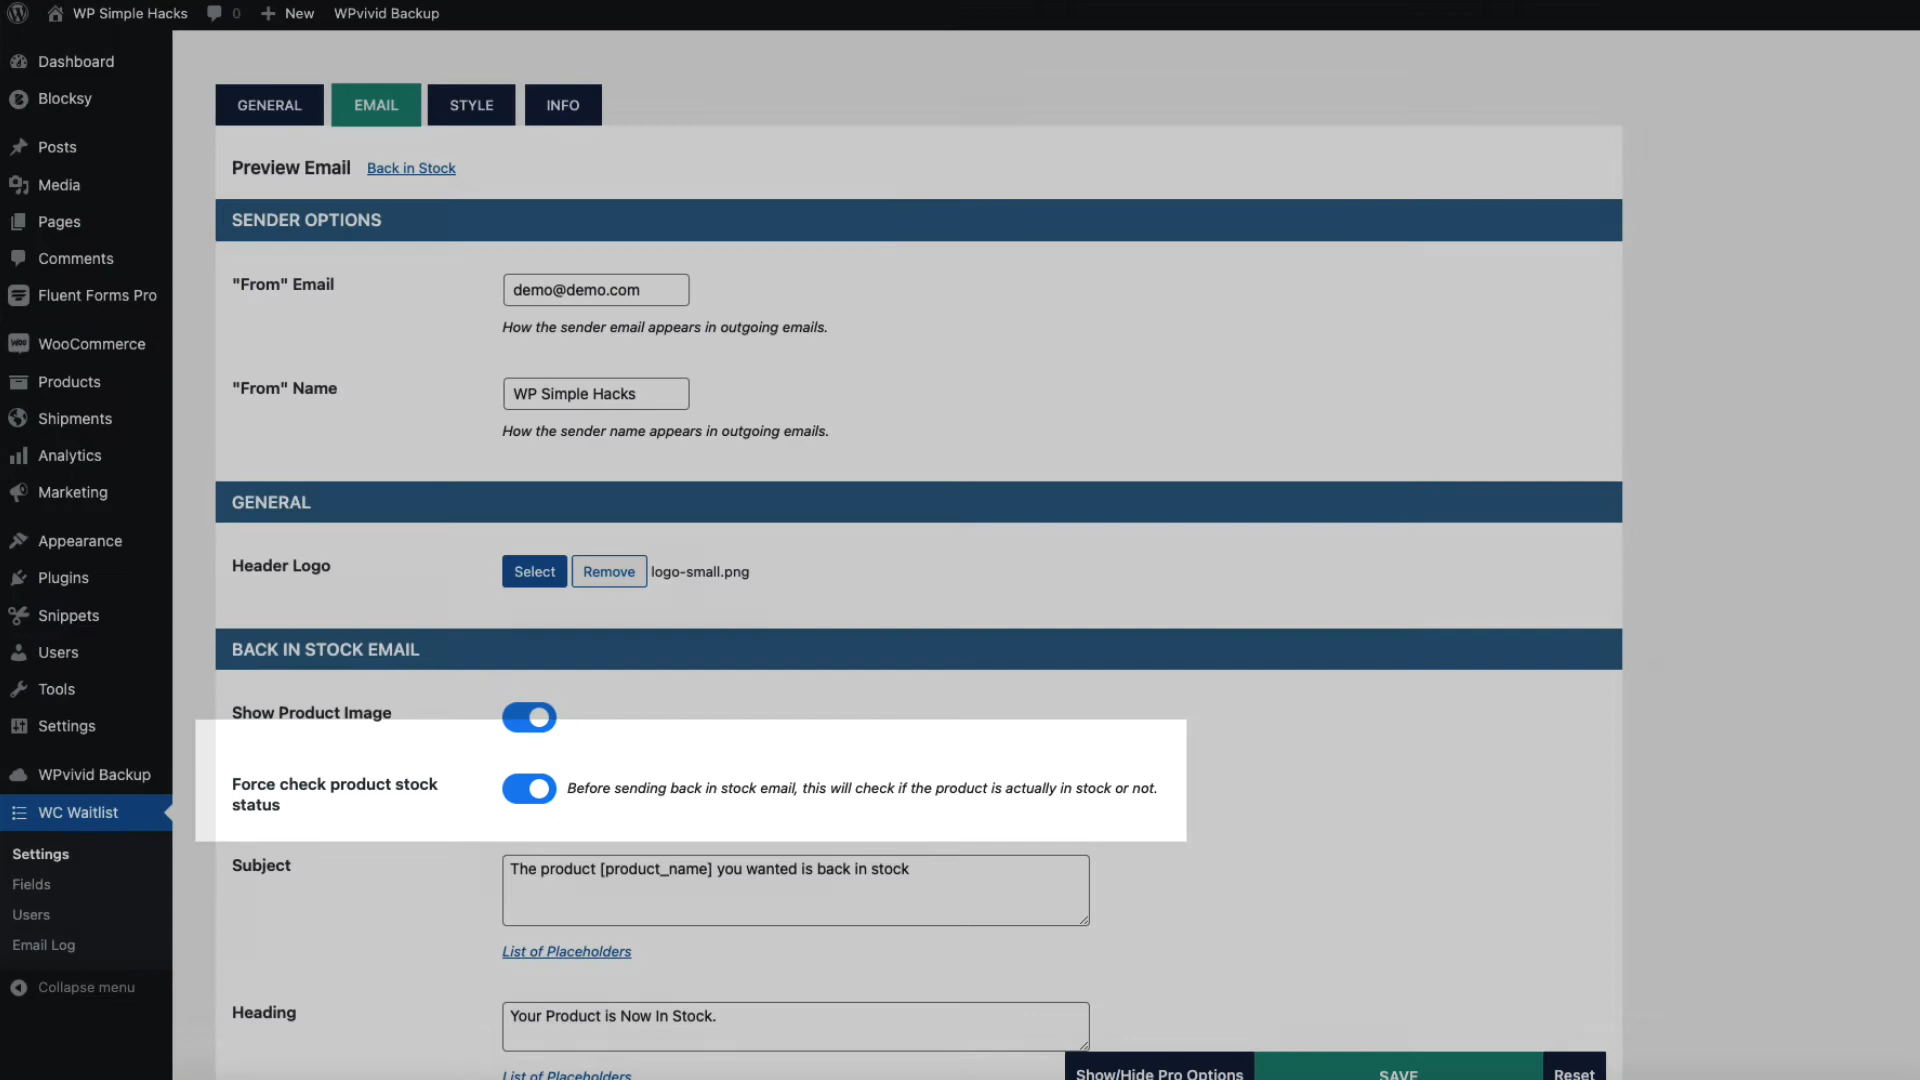 WP Simple Hacks 0 New WPvivid Backup
Dashboard
Blocksy
Posts
Media
Pages
Comments
Fluent Forms Pro
WooCommerce
Products
Shipments
Analytics
Marketing
Appearance
Plugins
Snippets
Users
Tools
Settings
WPvivid Backup
WC Waitlist
Settings
Fields
Users
Email Log
Collapse menu
GENERAL EMAIL STYLE INFO
Preview Email Back in Stock
SENDER OPTIONS
"From" Email
demo@demo.com
How the sender email appears in outgoing emails.
"From" Name
WP Simple Hacks
How the sender name appears in outgoing emails.
GENERAL
Header Logo
Select Remove logo-small.png
BACK IN STOCK EMAIL
Show Product Image
Force check product stock
status
Before sending back in stock email, this will check if the product is actually in stock or not.
Subject
The product [product_name] you wanted is back in stock
List of Placeholders
Heading
Your Product is Now In Stock.
List of Placeholders
Show/Hide Pro Options SAVE Reset